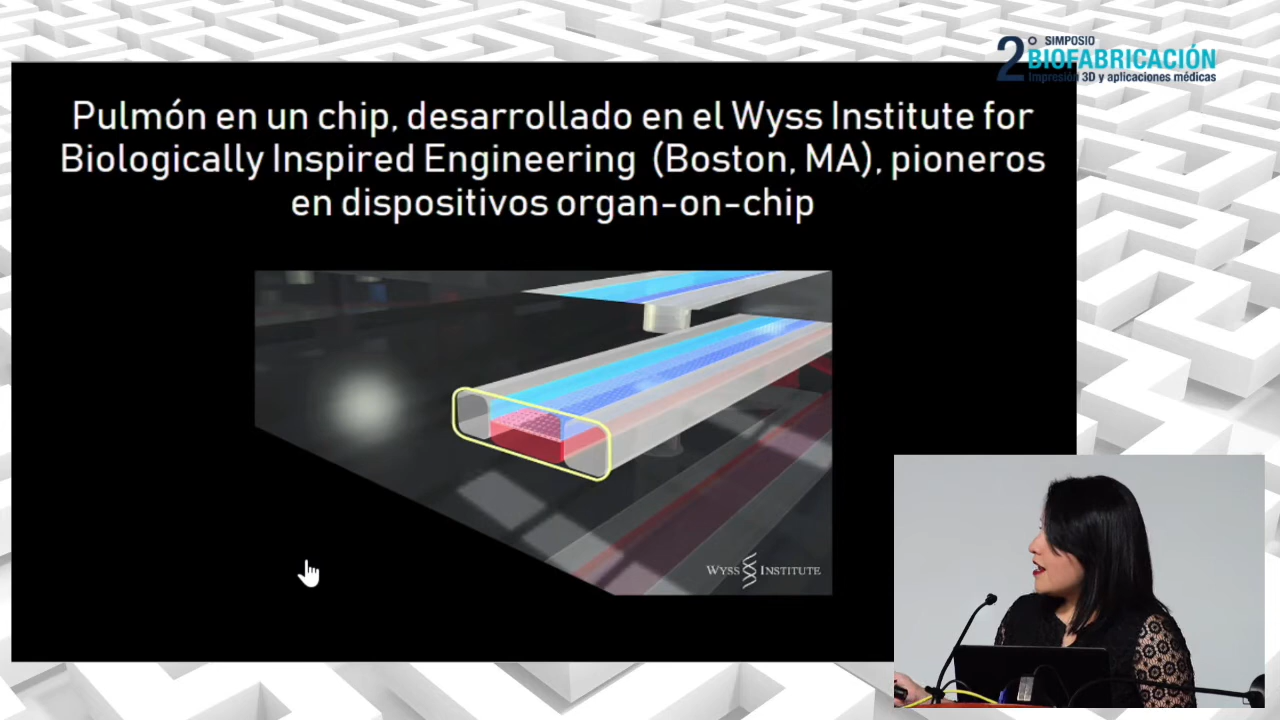 2º SIMPOSIO
BIOFABRICACIÓN
Impresión 3D y aplicaciones médicas
Pulmón en un chip, desarrollado en el Wyss Institute for
Biologically Inspired Engineering (Boston, MA), pioneros
en dispositivos organ-on-chip
WYSS INSTITUTE